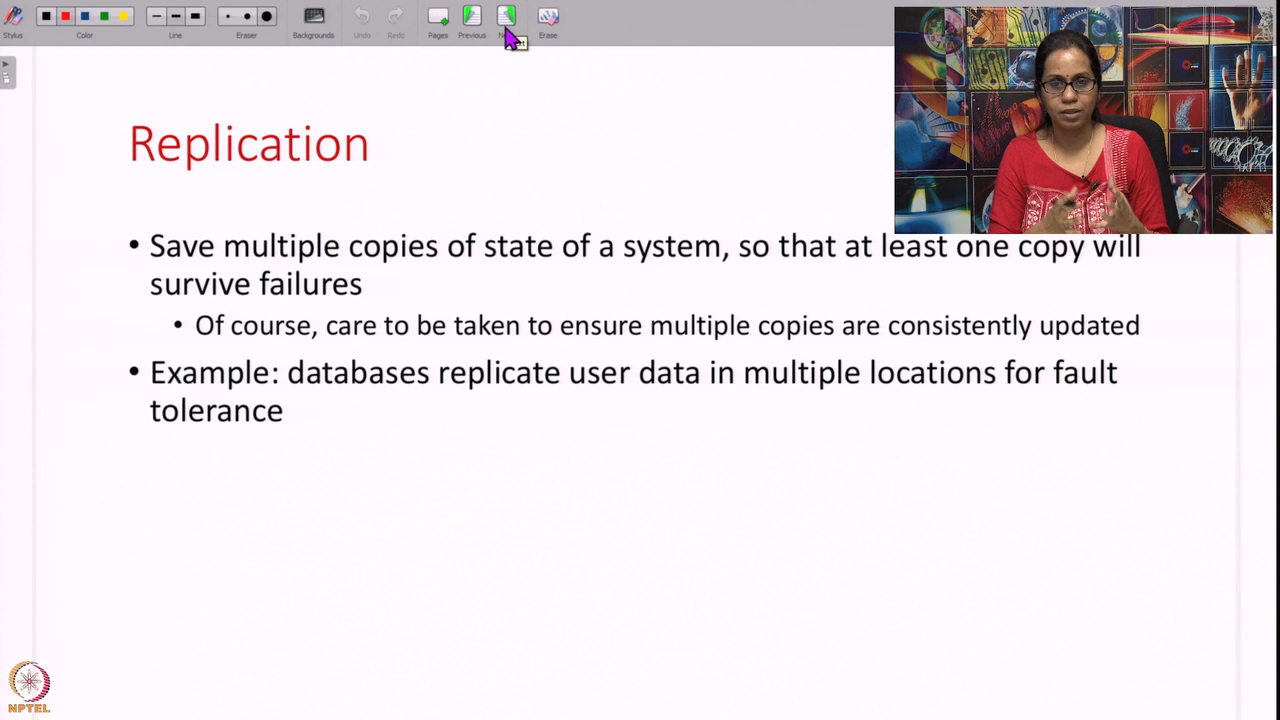 Stylus
Color
Line
Eraser
Backgrounds
Undo
Redo
Pages
Previous
Erase
Replication
• Save multiple copies of state of a system, so that at least one copy will
survive failures
• Of course, care to be taken to ensure multiple copies are consistently updated
• Example: databases replicate user data in multiple locations for fault
tolerance
NPTEL